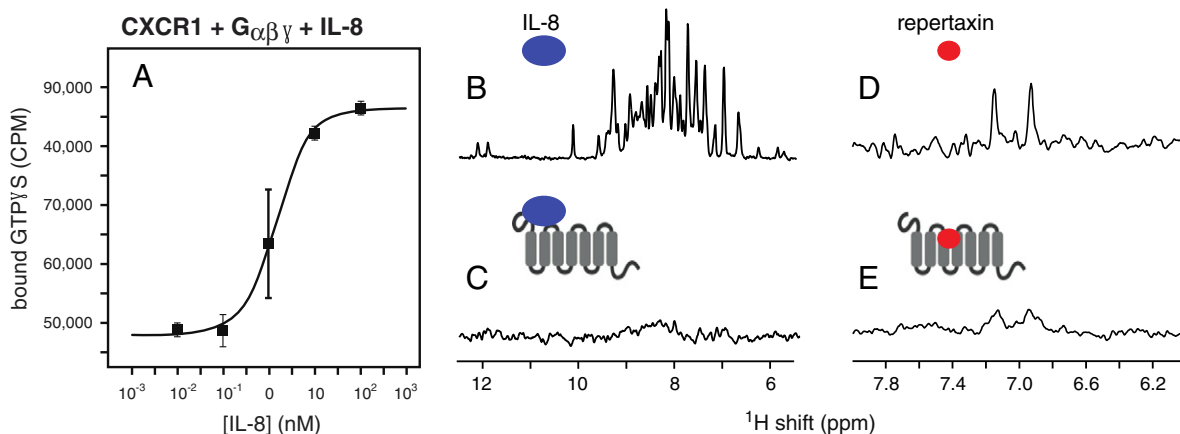 CXCR1 + Gαβγ + IL-8
A
90,000
40,000
70,000
60,000
50,000
bound GTPγS (CPM)
10⁻³ 10⁻² 10⁻¹ 0 10¹ 10² 10³
[IL-8] (nM)
IL-8
B
C
12 10 8 6
repertaxin
D
E
7.8 7.4 7.0 6.6 6.2
¹H shift (ppm)